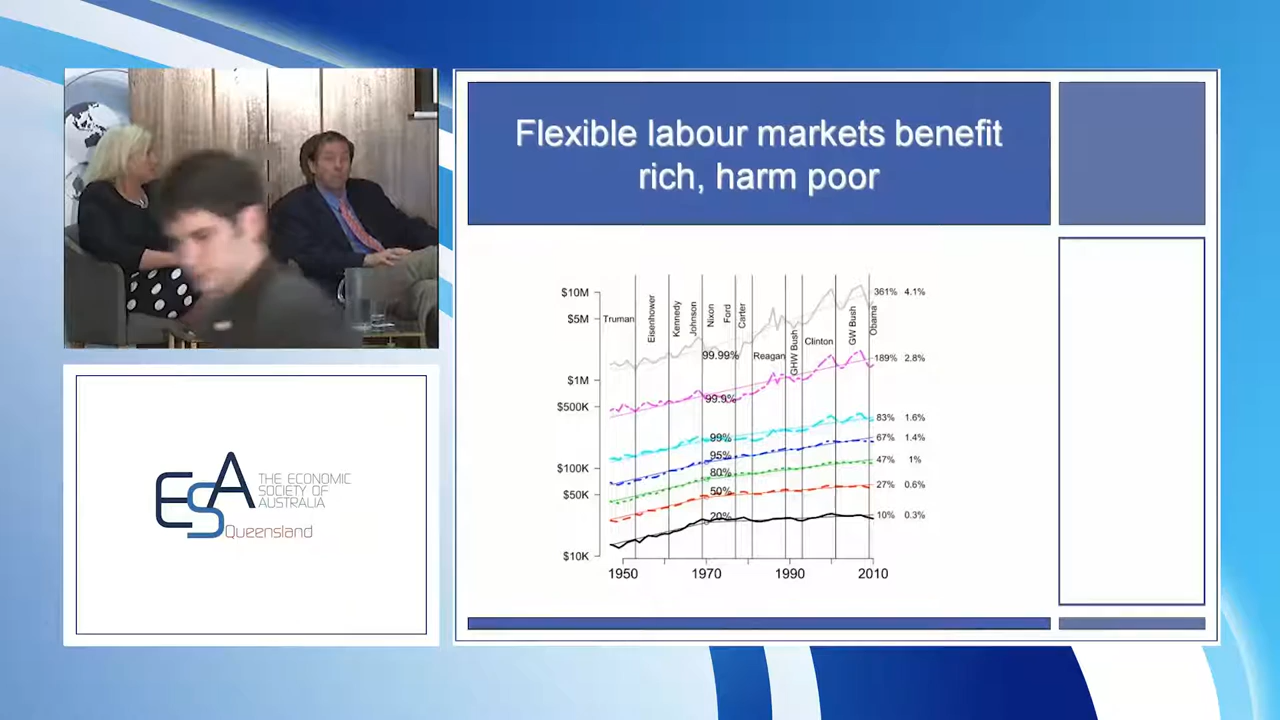 Flexible labour markets benefit
rich, harm poor
$10M
$5M
$1M
$500K
$100K
$50K
$10K
Truman
Eisenhower
Kennedy
Johnson
Nixon
Ford
Carter
Reagan
GHW Bush
Clinton
GW Bush
Obama
99.99%
99.9%
99%
95%
80%
50%
20%
361% 4.1%
189% 2.8%
83% 1.6%
67% 1.4%
47% 1%
27% 0.6%
10% 0.3%
1950 1970 1990 2010
ESA
THE ECONOMIC
SOCIETY OF
AUSTRALIA
Queensland